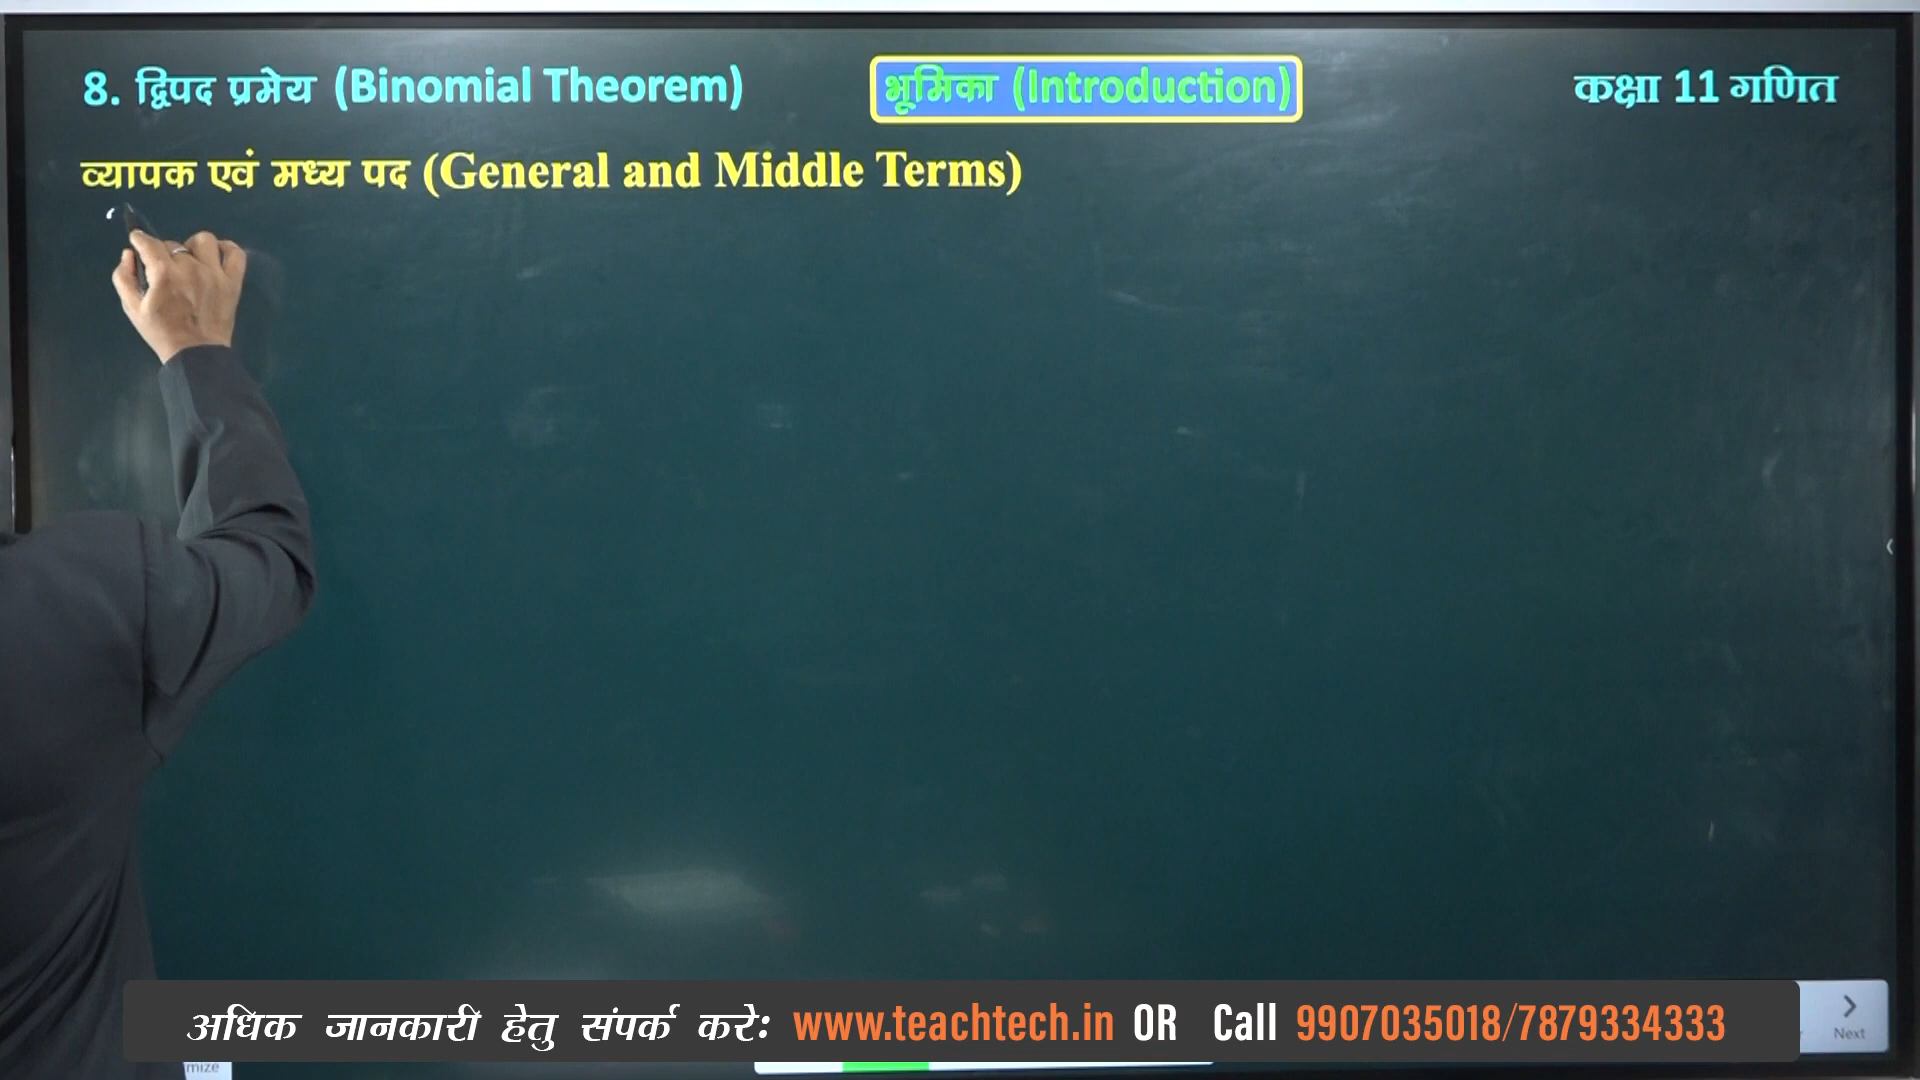 8. द्विपद प्रमेय (Binomial Theorem) भूमिका (Introduction) कक्षा 11 गणित
व्यापक एवं मध्य पद (General and Middle Terms)
अधिक जानकारी हेतु संपर्क करे: www.teachtech.in OR Call 9907035018/7879334333
Next
mize